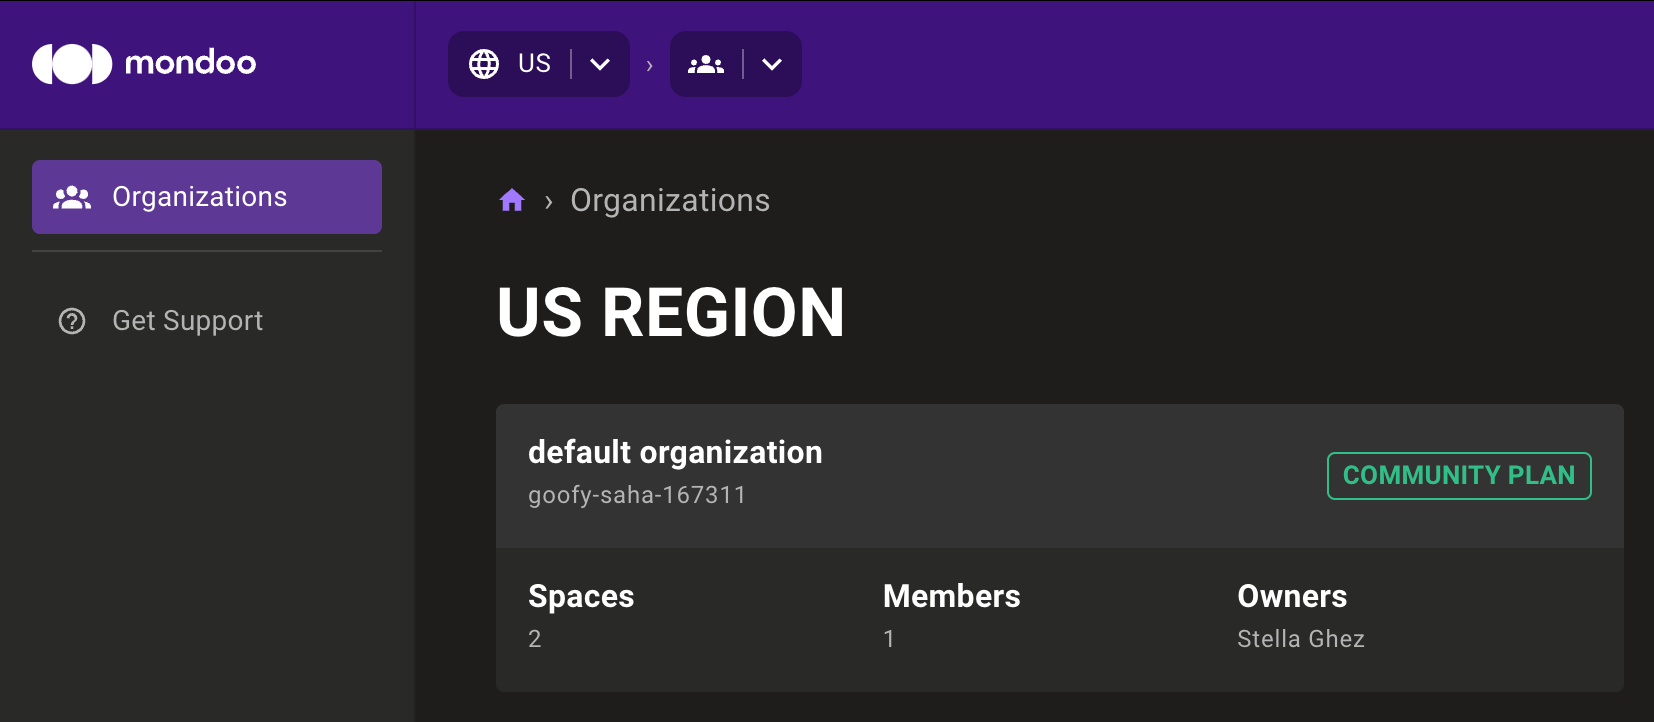 mondoo
US
Organizations
Get Support
Organizations
US REGION
default organization
goofy-saha-167311
COMMUNITY PLAN
Spaces
2
Members
1
Owners
Stella Ghez